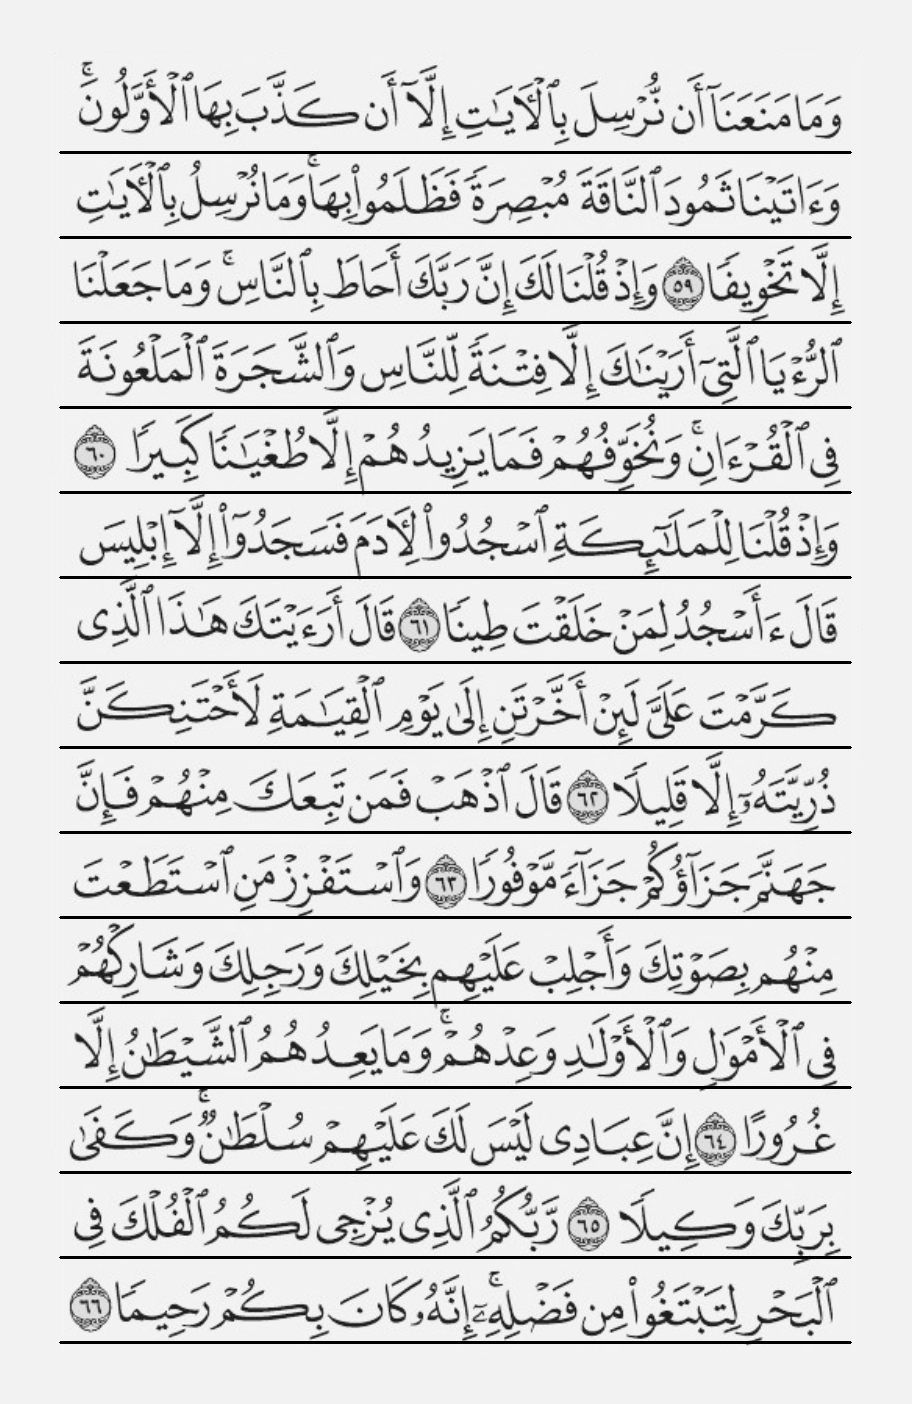 وَمَا مَنَعَنَآ أَن نُّرْسِلَ بِٱلْـَٔايَـٰتِ إِلَّآ أَن كَذَّبَ بِهَا ٱلْأَوَّلُونَ ۚ
وَءَاتَيْنَا ثَمُودَ ٱلنَّاقَةَ مُبْصِرَةً فَظَلَمُوا۟ بِهَا ۚ وَمَا نُرْسِلُ بِٱلْـَٔايَـٰتِ
إِلَّا تَخْوِيفًا ٥٩ وَإِذْ قُلْنَا لَكَ إِنَّ رَبَّكَ أَحَاطَ بِٱلنَّاسِ ۚ وَمَا جَعَلْنَا
ٱلرُّءْيَا ٱلَّتِىٓ أَرَيْنَـٰكَ إِلَّا فِتْنَةً لِّلنَّاسِ وَٱلشَّجَرَةَ ٱلْمَلْعُونَةَ
فِى ٱلْقُرْءَانِ ۚ وَنُخَوِّفُهُمْ فَمَا يَزِيدُهُمْ إِلَّا طُغْيَـٰنًا كَبِيرًا ٦٠
وَإِذْ قُلْنَا لِلْمَلَـٰٓئِكَةِ ٱسْجُدُوا۟ لِـَٔادَمَ فَسَجَدُوٓا۟ إِلَّآ إِبْلِيسَ
قَالَ ءَأَسْجُدُ لِمَنْ خَلَقْتَ طِينًا ٦١ قَالَ أَرَءَيْتَكَ هَـٰذَا ٱلَّذِى
كَرَّمْتَ عَلَىَّ لَئِنْ أَخَّرْتَنِ إِلَىٰ يَوْمِ ٱلْقِيَـٰمَةِ لَأَحْتَنِكَنَّ
ذُرِّيَّتَهُۥٓ إِلَّا قَلِيلًا ٦٢ قَالَ ٱذْهَبْ فَمَن تَبِعَكَ مِنْهُمْ فَإِنَّ
جَهَنَّمَ جَزَآؤُكُمْ جَزَآءً مَّوْفُورًا ٦٣ وَٱسْتَفْزِزْ مَنِ ٱسْتَطَعْتَ
مِنْهُم بِصَوْتِكَ وَأَجْلِبْ عَلَيْهِم بِخَيْلِكَ وَرَجِلِكَ وَشَارِكْهُمْ
فِى ٱلْأَمْوَٰلِ وَٱلْأَوْلَـٰدِ وَعِدْهُمْ ۚ وَمَا يَعِدُهُمُ ٱلشَّيْطَـٰنُ إِلَّا
غُرُورًا ٦٤ إِنَّ عِبَادِى لَيْسَ لَكَ عَلَيْهِمْ سُلْطَـٰنٌ ۚ وَكَفَىٰ
بِرَبِّكَ وَكِيلًا ٦٥ رَّبُّكُمُ ٱلَّذِى يُزْجِى لَكُمُ ٱلْفُلْكَ فِى
ٱلْبَحْرِ لِتَبْتَغُوا۟ مِن فَضْلِهِۦٓ ۚ إِنَّهُۥ كَانَ بِكُمْ رَحِيمًا ٦٦